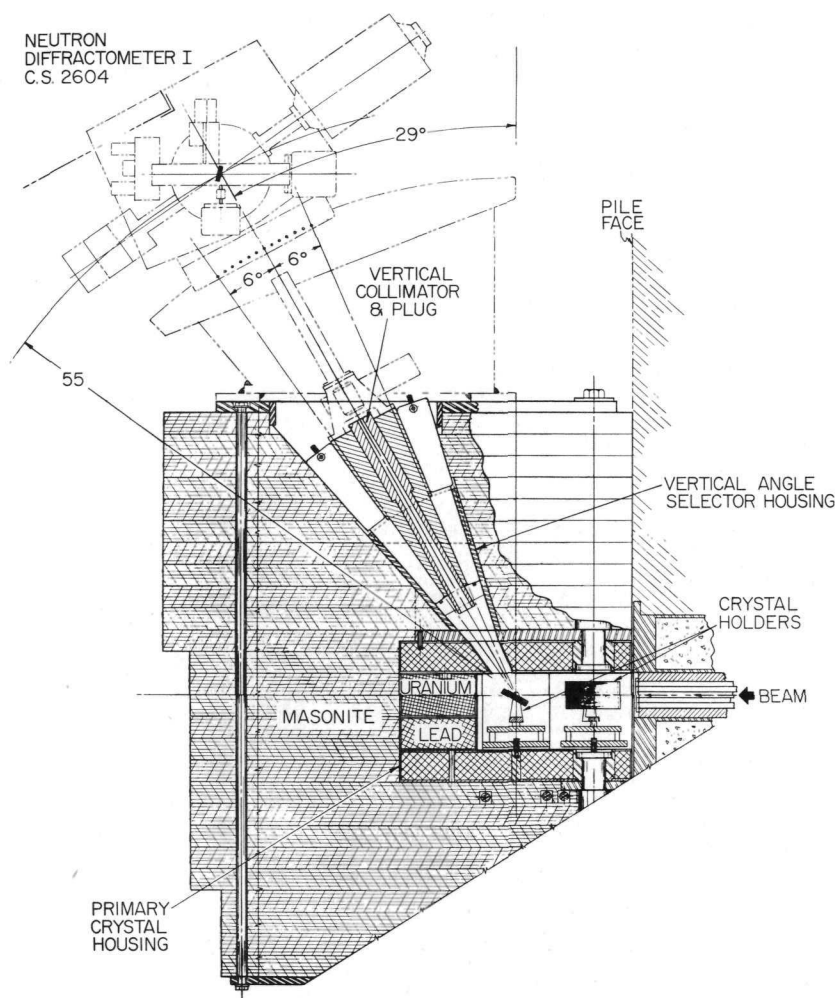 NEUTRON
DIFFRACTOMETER I
C.S. 2604
29°
PILE
FACE
6°
6°
VERTICAL
COLLIMATOR
& PLUG
55
VERTICAL ANGLE
SELECTOR HOUSING
CRYSTAL
HOLDERS
URANIUM
BEAM
MASONITE
LEAD
PRIMARY
CRYSTAL
HOUSING